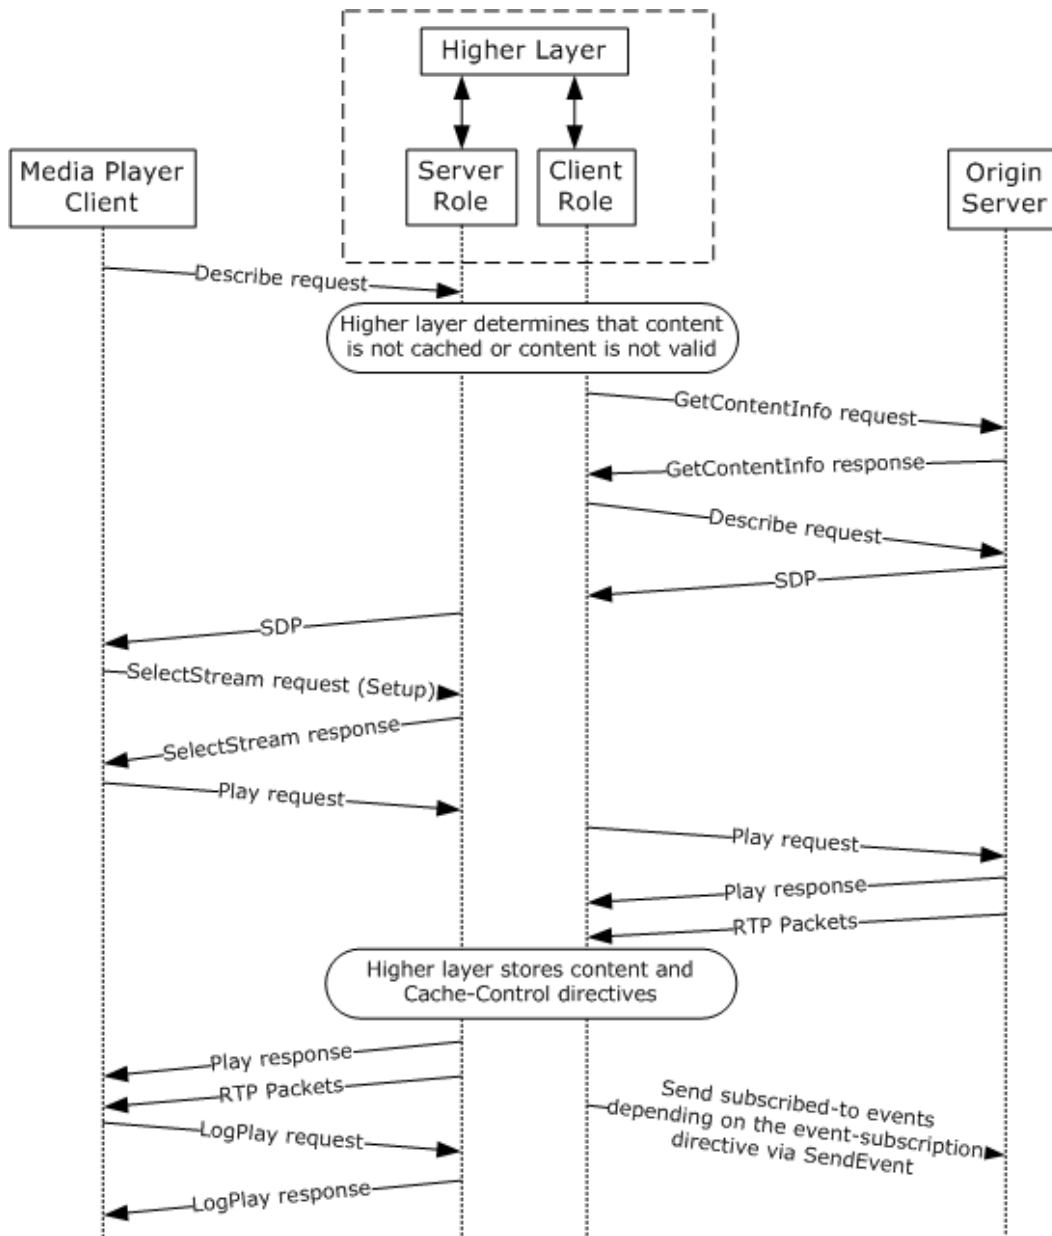 Higher Layer
Media Player
Client
Server
Role
Client
Role
Origin
Server
Describe request
Higher layer determines that content
is not cached or content is not valid
GetContentInfo request
GetContentInfo response
Describe request
SDP
SDP
SelectStream request (Setup)
SelectStream response
Play request
Play request
Play response
RTP Packets
Higher layer stores content and
Cache-Control directives
Play response
RTP Packets
Send subscribed-to events
depending on the event-subscription
directive via SendEvent
LogPlay request
LogPlay response